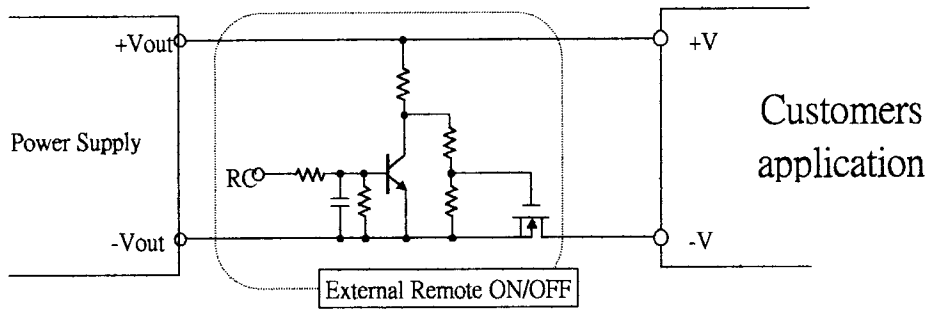 +Vout
+V
Power Supply
Customers
application
RC
-Vout
-V
External Remote ON/OFF